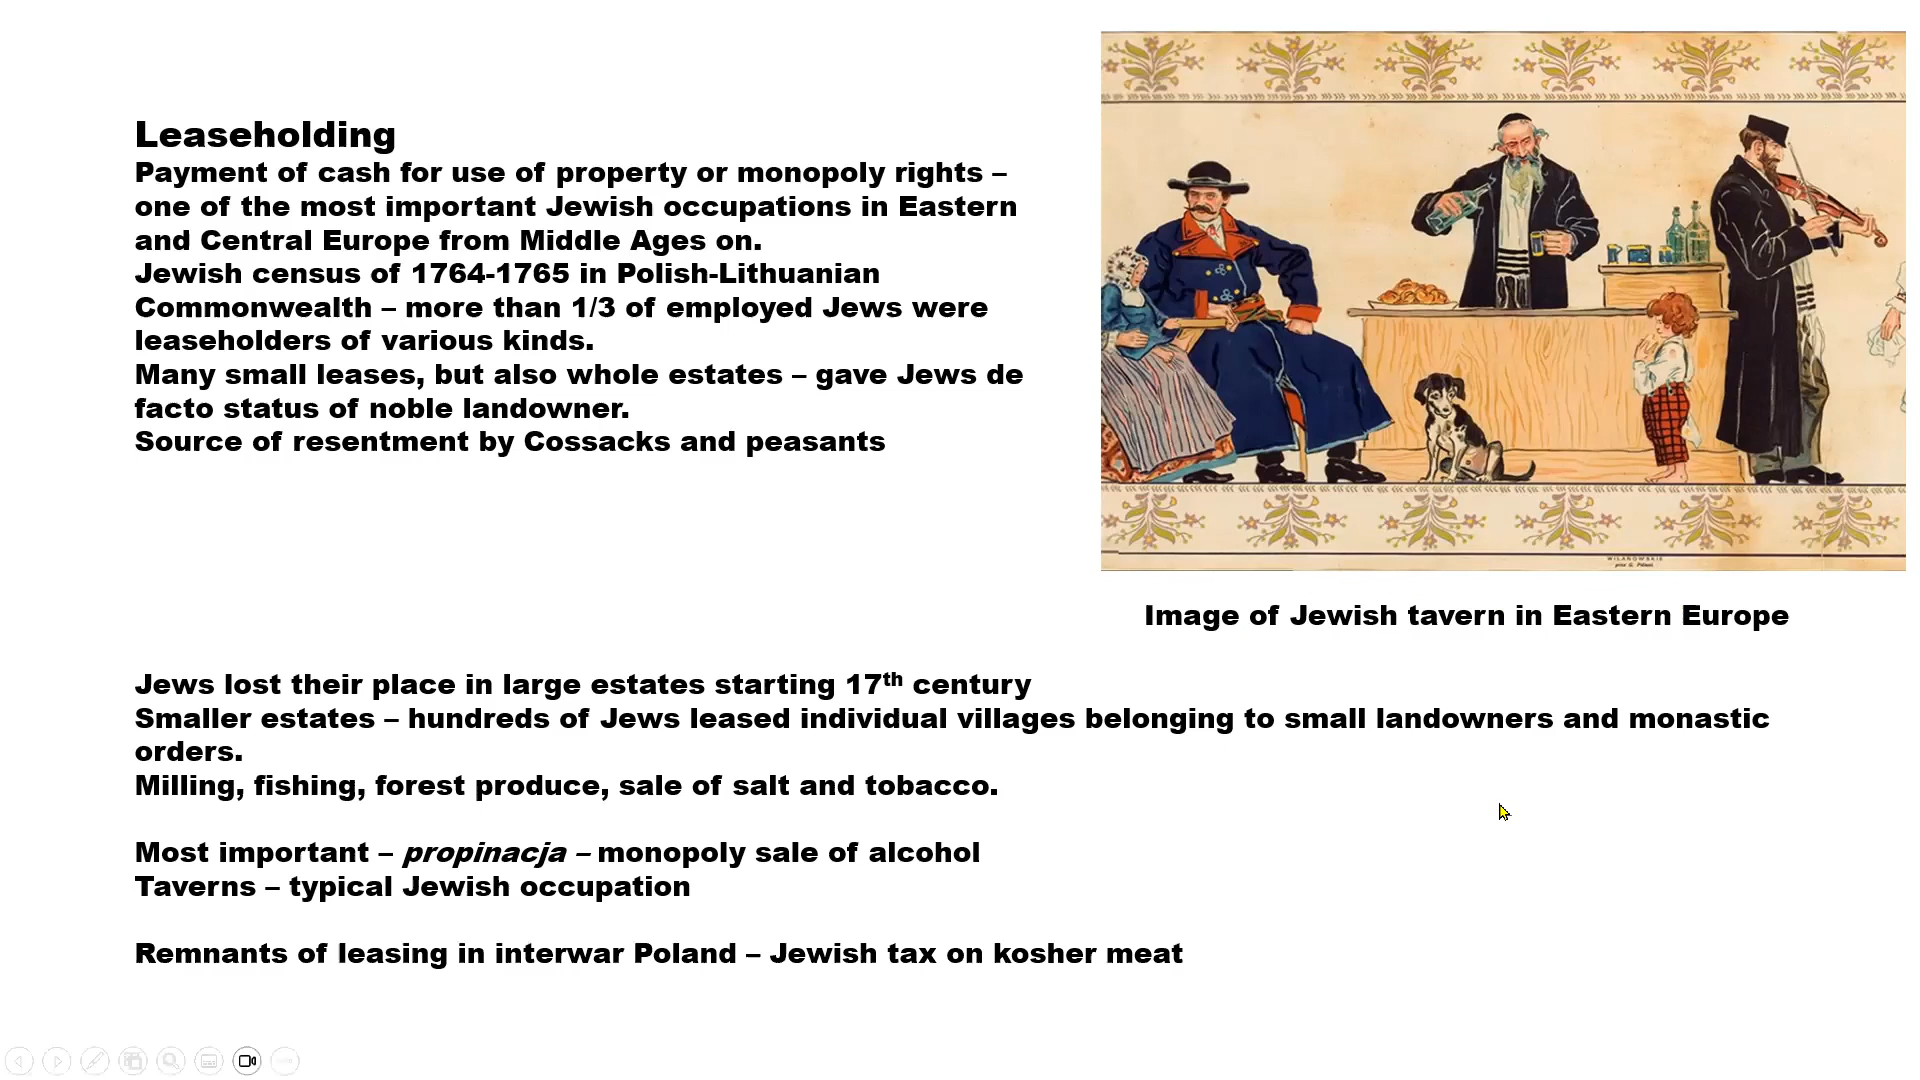 Leaseholding
Payment of cash for use of property or monopoly rights –
one of the most important Jewish occupations in Eastern
and Central Europe from Middle Ages on.
Jewish census of 1764-1765 in Polish-Lithuanian
Commonwealth – more than 1/3 of employed Jews were
leaseholders of various kinds.
Many small leases, but also whole estates – gave Jews de
facto status of noble landowner.
Source of resentment by Cossacks and peasants
WILANOWSKIE
Image of Jewish tavern in Eastern Europe
Jews lost their place in large estates starting 17th century
Smaller estates – hundreds of Jews leased individual villages belonging to small landowners and monastic
orders.
Milling, fishing, forest produce, sale of salt and tobacco.
Most important – propinacja – monopoly sale of alcohol
Taverns – typical Jewish occupation
Remnants of leasing in interwar Poland – Jewish tax on kosher meat